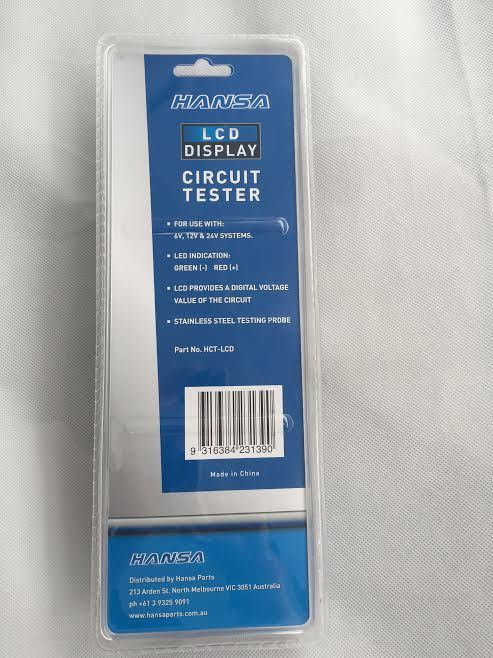 HANSA
LCD
DISPLAY
CIRCUIT
TESTER
▪ FOR USE WITH:
6V, 12V & 24V SYSTEMS.
▪ LED INDICATION:
GREEN (-) RED (+)
▪ LCD PROVIDES A DIGITAL VOLTAGE
VALUE OF THE CIRCUIT
▪ STAINLESS STEEL TESTING PROBE
Part No. HCT-LCD
9 316384 231390
Made in China
HANSA
Distributed by Hansa Parts
213 Arden St. North Melbourne VIC 3051 Australia
ph +61 3 9325 9091
www.hansaparts.com.au